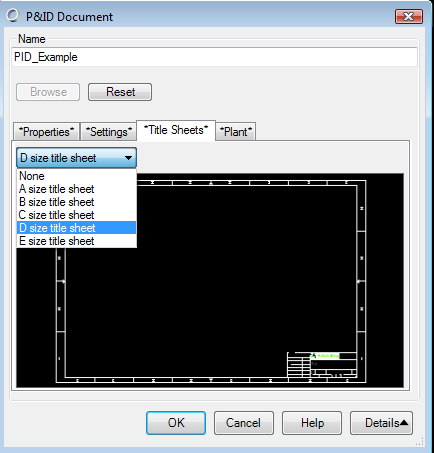 P&ID Document
Name
PID_Example
Browse Reset
*Properties* *Settings* *Title Sheets* *Plant*
D size title sheet
None
A size title sheet
B size title sheet
C size title sheet
D size title sheet
E size title sheet
OK Cancel Help Details